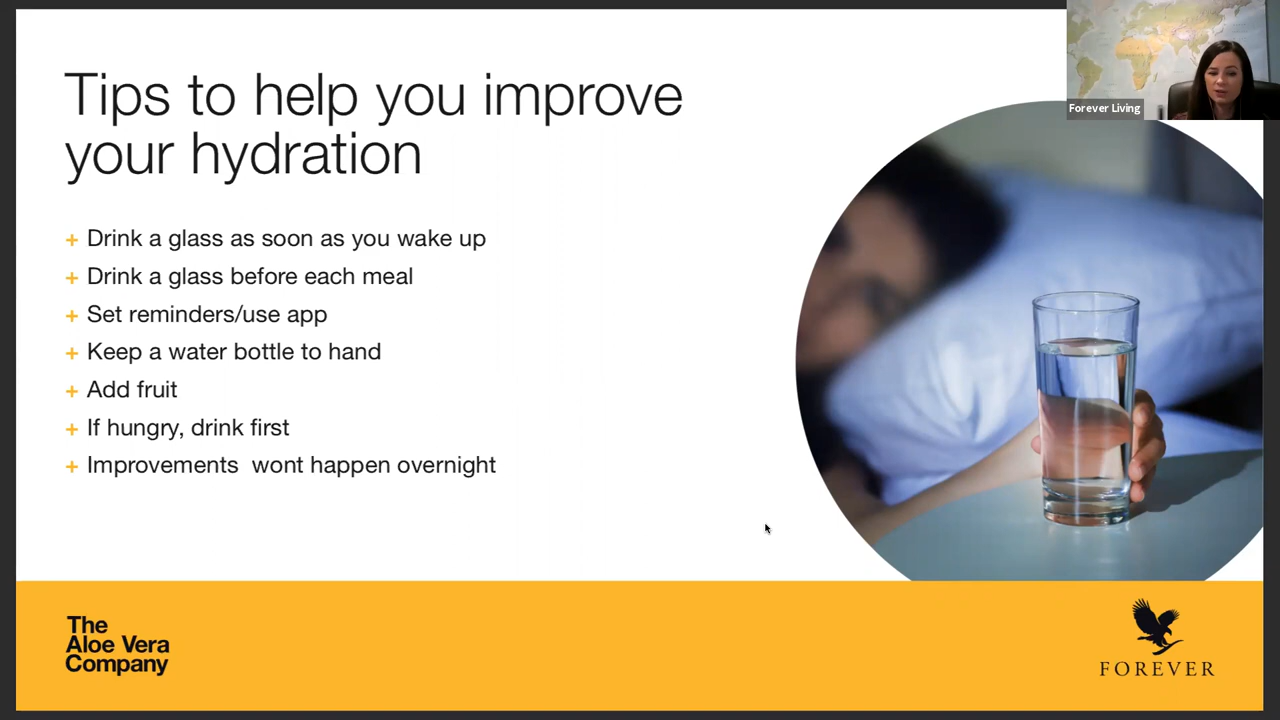 Tips to help you improve
your hydration
+ Drink a glass as soon as you wake up
+ Drink a glass before each meal
+ Set reminders/use app
+ Keep a water bottle to hand
+ Add fruit
+ If hungry, drink first
+ Improvements  wont happen overnight
Forever Living
The
Aloe Vera
Company
FOREVER